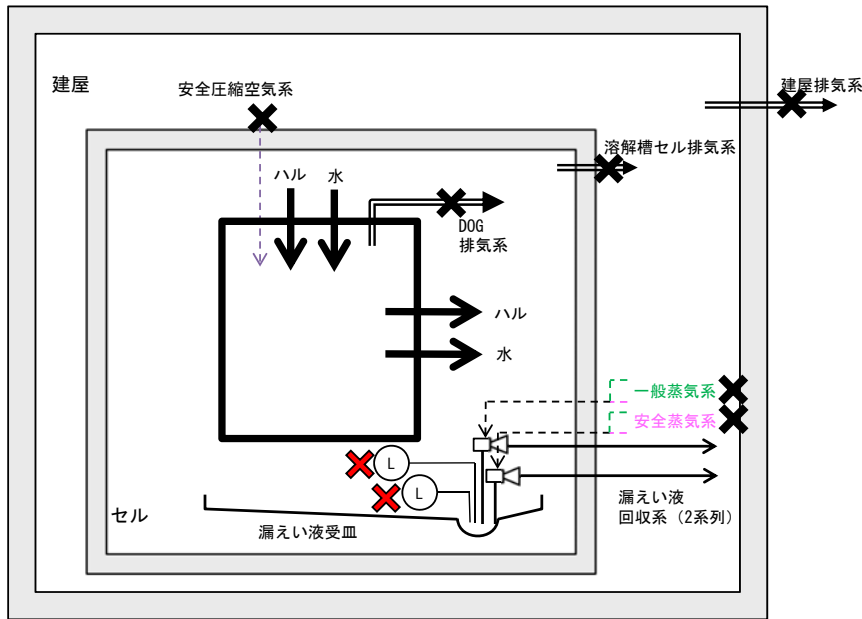 建屋
安全圧縮空気系
建屋排気系
溶解槽セル排気系
ハル
水
DOG
排気系
ハル
水
一般蒸気系
安全蒸気系
L
L
漏えい液
回収系（2系列）
セル
漏えい液受皿